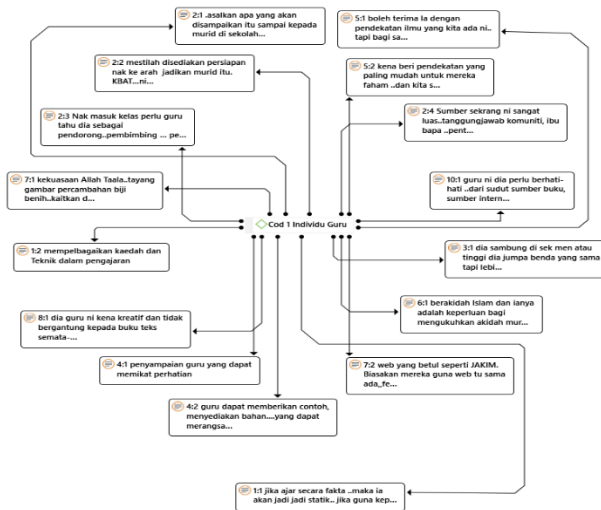 2:1 .asalkan apa yang akan
disampaikan itu sampai kepada
murid di sekolah...
5:1 boleh terima la dengan
pendekatan ilmu yang kita ada ni..
tapi bagi sa...
2:2 mestilah disediakan persiapan
nak ke arah  jadikan murid itu.
KBAT...ni...
5:2 kena beri pendekatan yang
paling mudah untuk mereka
faham ..dan kita s...
2:3 Nak masuk kelas perlu guru
tahu dia sebagai
pendorong..pembimbing ... pe...
2:4 Sumber sekrang ni sangat
luas..tanggungjawab komuniti, ibu
bapa ..pent...
7:1 kekuasaan Allah Taala..tayang
gambar percambahan biji
benih..kaitkan d...
10:1 guru ni dia perlu berhati-
hati ..dari sudut sumber buku,
sumber intern...
Cod 1 Individu Guru
1:2 mempelbagaikan kaedah dan
Teknik dalam pengajaran
3:1 dia sambung di sek men atau
tinggi dia jumpa benda yang sama
tapi lebi...
6:1 berakidah Islam dan ianya
adalah keperluan bagi
mengukuhkan akidah mur...
8:1 dia guru ni kena kreatif dan tidak
bergantung kepada buku teks
semata-...
4:1 penyampaian guru yang dapat
memikat perhatian
7:2 web yang betul seperti JAKIM.
Biasakan mereka guna web tu sama
ada,,fe...
4:2 guru dapat memberikan contoh,
menyediakan bahan....yang dapat
merangsa...
1:1 jika ajar secara fakta ..maka ia
akan jadi jadi statik.. jika guna kep...